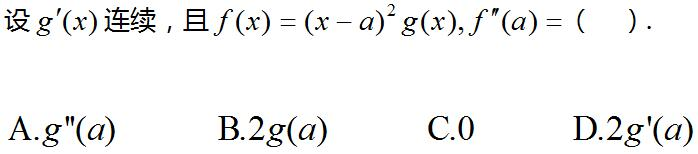 设 g′(x) 连续，且 f(x) = (x − a)² g(x), f″(a) = (    ).
A.g"(a)  B.2g(a)  C.0  D.2g'(a)